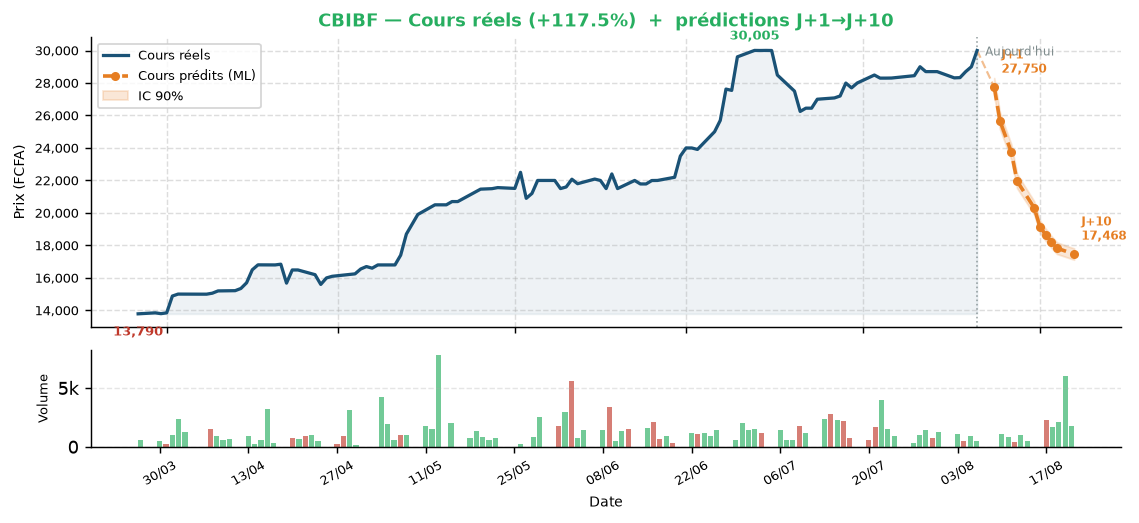 CBIBF — Cours réels (+117.5%)  +  prédictions J+1→J+10
Cours réels
Cours prédits (ML)
IC 90%
30,005
Aujourd'hui
J+1
27,750
J+10
17,468
13,790
Prix (FCFA)
30,000
28,000
26,000
24,000
22,000
20,000
18,000
16,000
14,000
Volume
5k
0
30/03
13/04
27/04
11/05
25/05
08/06
22/06
06/07
20/07
03/08
17/08
Date